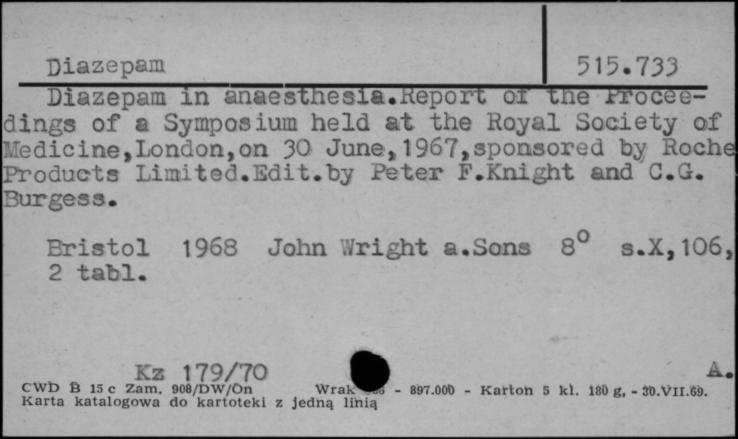 Diazepam 515.733
Diazepam in anaesthesia.Report of the Procee-
dings of a Symposium held at the Royal Society of
Medicine,London,on 30 June,1967,sponsored by Roche
Products Limited.Edit.by Peter F.Knight and C.G.
Burgess.
Bristol 1968 John Wright a.Sons 8° s.X,106,
2 tabl.
Kz 179/70 A.
CWD B 15 c Zam. 908/DW/On Wrak - 897.000 - Karton 5 kl. 180 g, - 30.VII.69.
Karta katalogowa do kartoteki z jedną linią